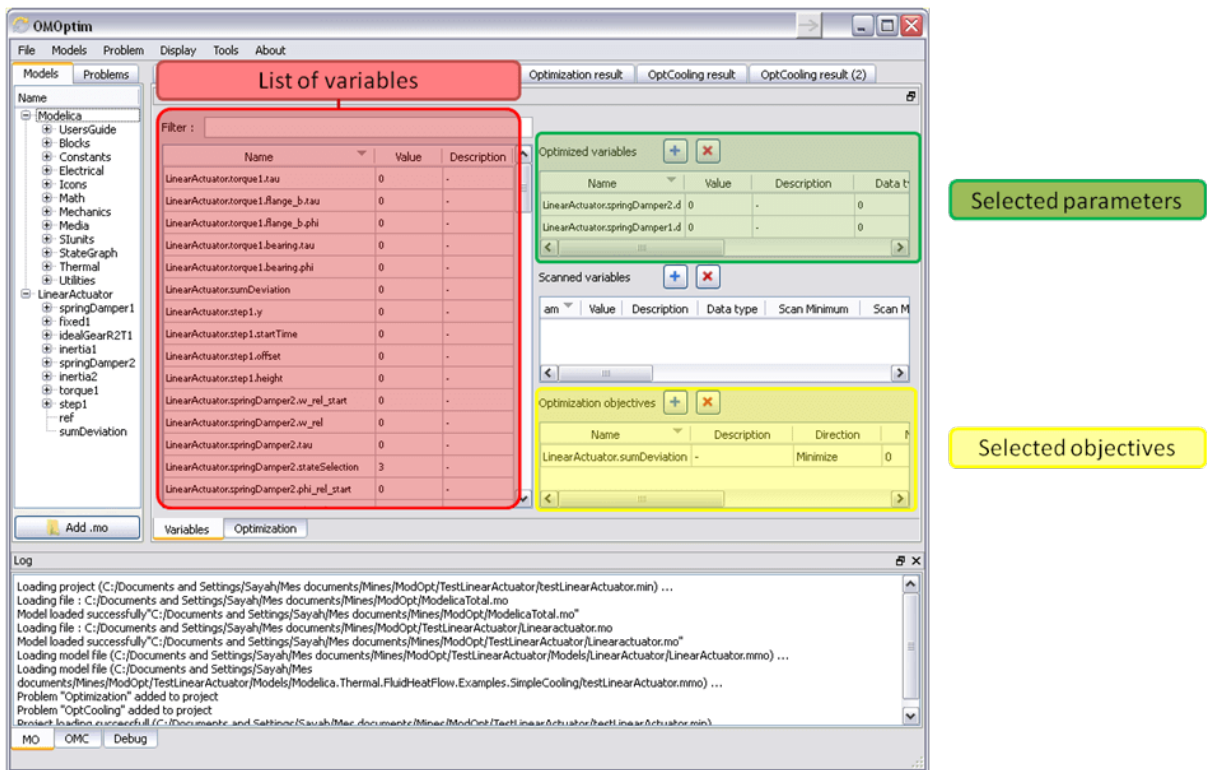 OMOptim
File Models Problem Display Tools About
Models Problems
List of variables
Optimization result OptCooling result OptCooling result (2)
Name
Modelica
UsersGuide
Blocks
Constants
Electrical
Icons
Math
Mechanics
Media
SIunits
StateGraph
Thermal
Utilities
LinearActuator
springDamper1
fixed1
idealGearR2T1
inertia1
springDamper2
inertia2
torque1
step1
ref
sumDeviation
Add .mo
Filter :
Name Value Description
LinearActuator.torque1.tau 0 -
LinearActuator.torque1.flange_b.tau 0 -
LinearActuator.torque1.flange_b.phi 0 -
LinearActuator.torque1.bearing.tau 0 -
LinearActuator.torque1.bearing.phi 0 -
LinearActuator.sumDeviation 0 -
LinearActuator.step1.y 0 -
LinearActuator.step1.startTime 0 -
LinearActuator.step1.offset 0 -
LinearActuator.step1.height 0 -
LinearActuator.springDamper2.w_rel_start 0 -
LinearActuator.springDamper2.w_rel 0 -
LinearActuator.springDamper2.tau 0 -
LinearActuator.springDamper2.stateSelection 3 -
LinearActuator.springDamper2.phi_rel_start 0 -
Variables Optimization
Optimized variables
Name Value Description Data t
LinearActuator.springDamper2.d 0 - 0
LinearActuator.springDamper1.d 0 - 0
Selected parameters
Scanned variables
am Value Description Data type Scan Minimum Scan M
Optimization objectives
Name Description Direction
LinearActuator.sumDeviation - Minimize 0
Selected objectives
Log
Loading project (C:/Documents and Settings/Sayah/Mes documents/Mines/ModOpt/TestLinearActuator/testLinearActuator.min) ...
Loading file : C:/Documents and Settings/Sayah/Mes documents/Mines/ModOpt/ModelicaTotal.mo
Model loaded successfully"C:/Documents and Settings/Sayah/Mes documents/Mines/ModOpt/ModelicaTotal.mo"
Loading file : C:/Documents and Settings/Sayah/Mes documents/Mines/ModOpt/TestLinearActuator/Linearactuator.mo
Model loaded successfully"C:/Documents and Settings/Sayah/Mes documents/Mines/ModOpt/TestLinearActuator/Linearactuator.mo"
Loading model file (C:/Documents and Settings/Sayah/Mes documents/Mines/ModOpt/TestLinearActuator/Models/LinearActuator/LinearActuator.mmo) ...
Loading model file (C:/Documents and Settings/Sayah/Mes
documents/Mines/ModOpt/TestLinearActuator/Models/Modelica.Thermal.FluidHeatFlow.Examples.SimpleCooling/testLinearActuator.mmo) ...
Problem "Optimization" added to project
Problem "OptCooling" added to project
Project loading successfull (C:/Documents and Settings/Sayah/Mes documents/Mines/ModOpt/TestLinearActuator/testLinearActuator.min)
MO OMC Debug